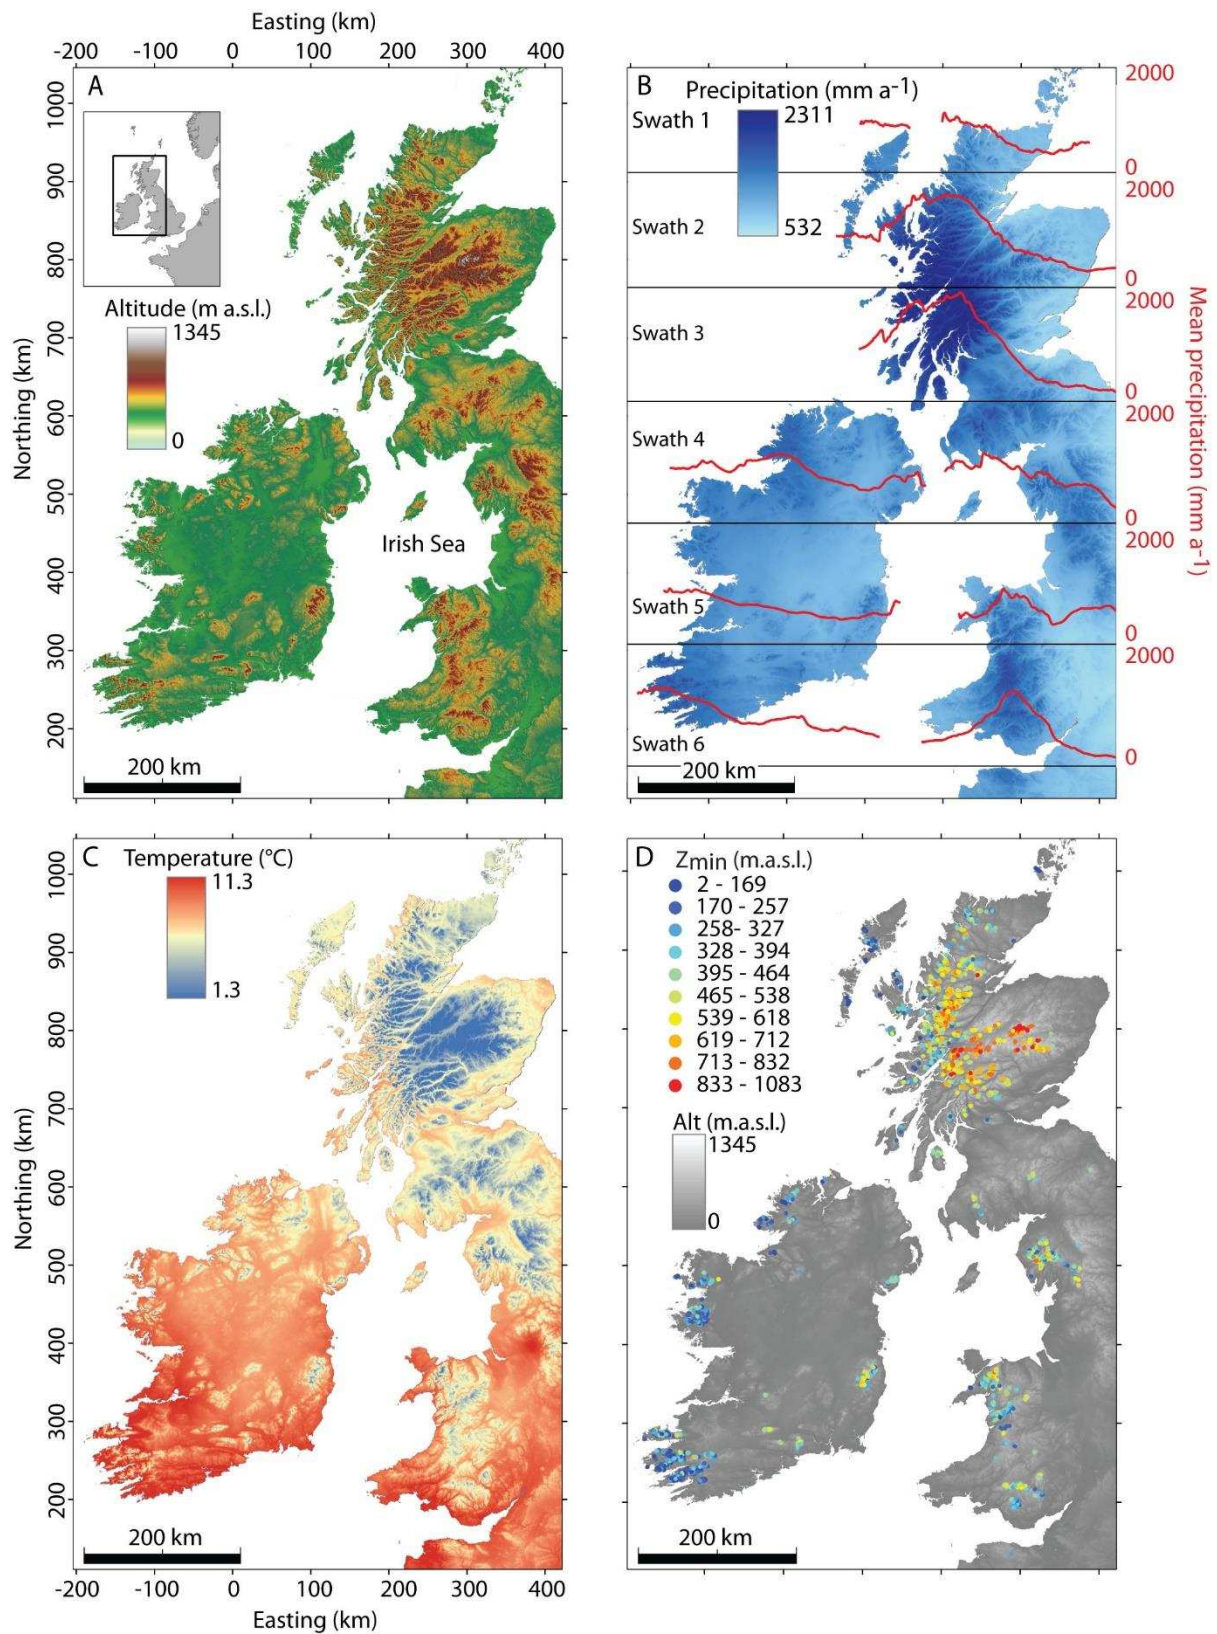 Easting (km)
-200 -100 0 100 200 300 400
A
1000
900
800
700
600
500
400
300
200
Northing (km)
Altitude (m a.s.l.)
1345
0
Irish Sea
200 km
B
Precipitation (mm a-1)
2311
532
Swath 1
Swath 2
Swath 3
Swath 4
Swath 5
Swath 6
2000
0
2000
0
2000
0
2000
0
2000
0
2000
0
Mean precipitation (mm a-1)
200 km
C
Temperature (°C)
11.3
1.3
1000
900
800
700
600
500
400
300
200
Northing (km)
200 km
-200 -100 0 100 200 300 400
Easting (km)
D
Zmin (m.a.s.l.)
2 - 169
170 - 257
258- 327
328 - 394
395 - 464
465 - 538
539 - 618
619 - 712
713 - 832
833 - 1083
Alt (m.a.s.l.)
1345
0
200 km